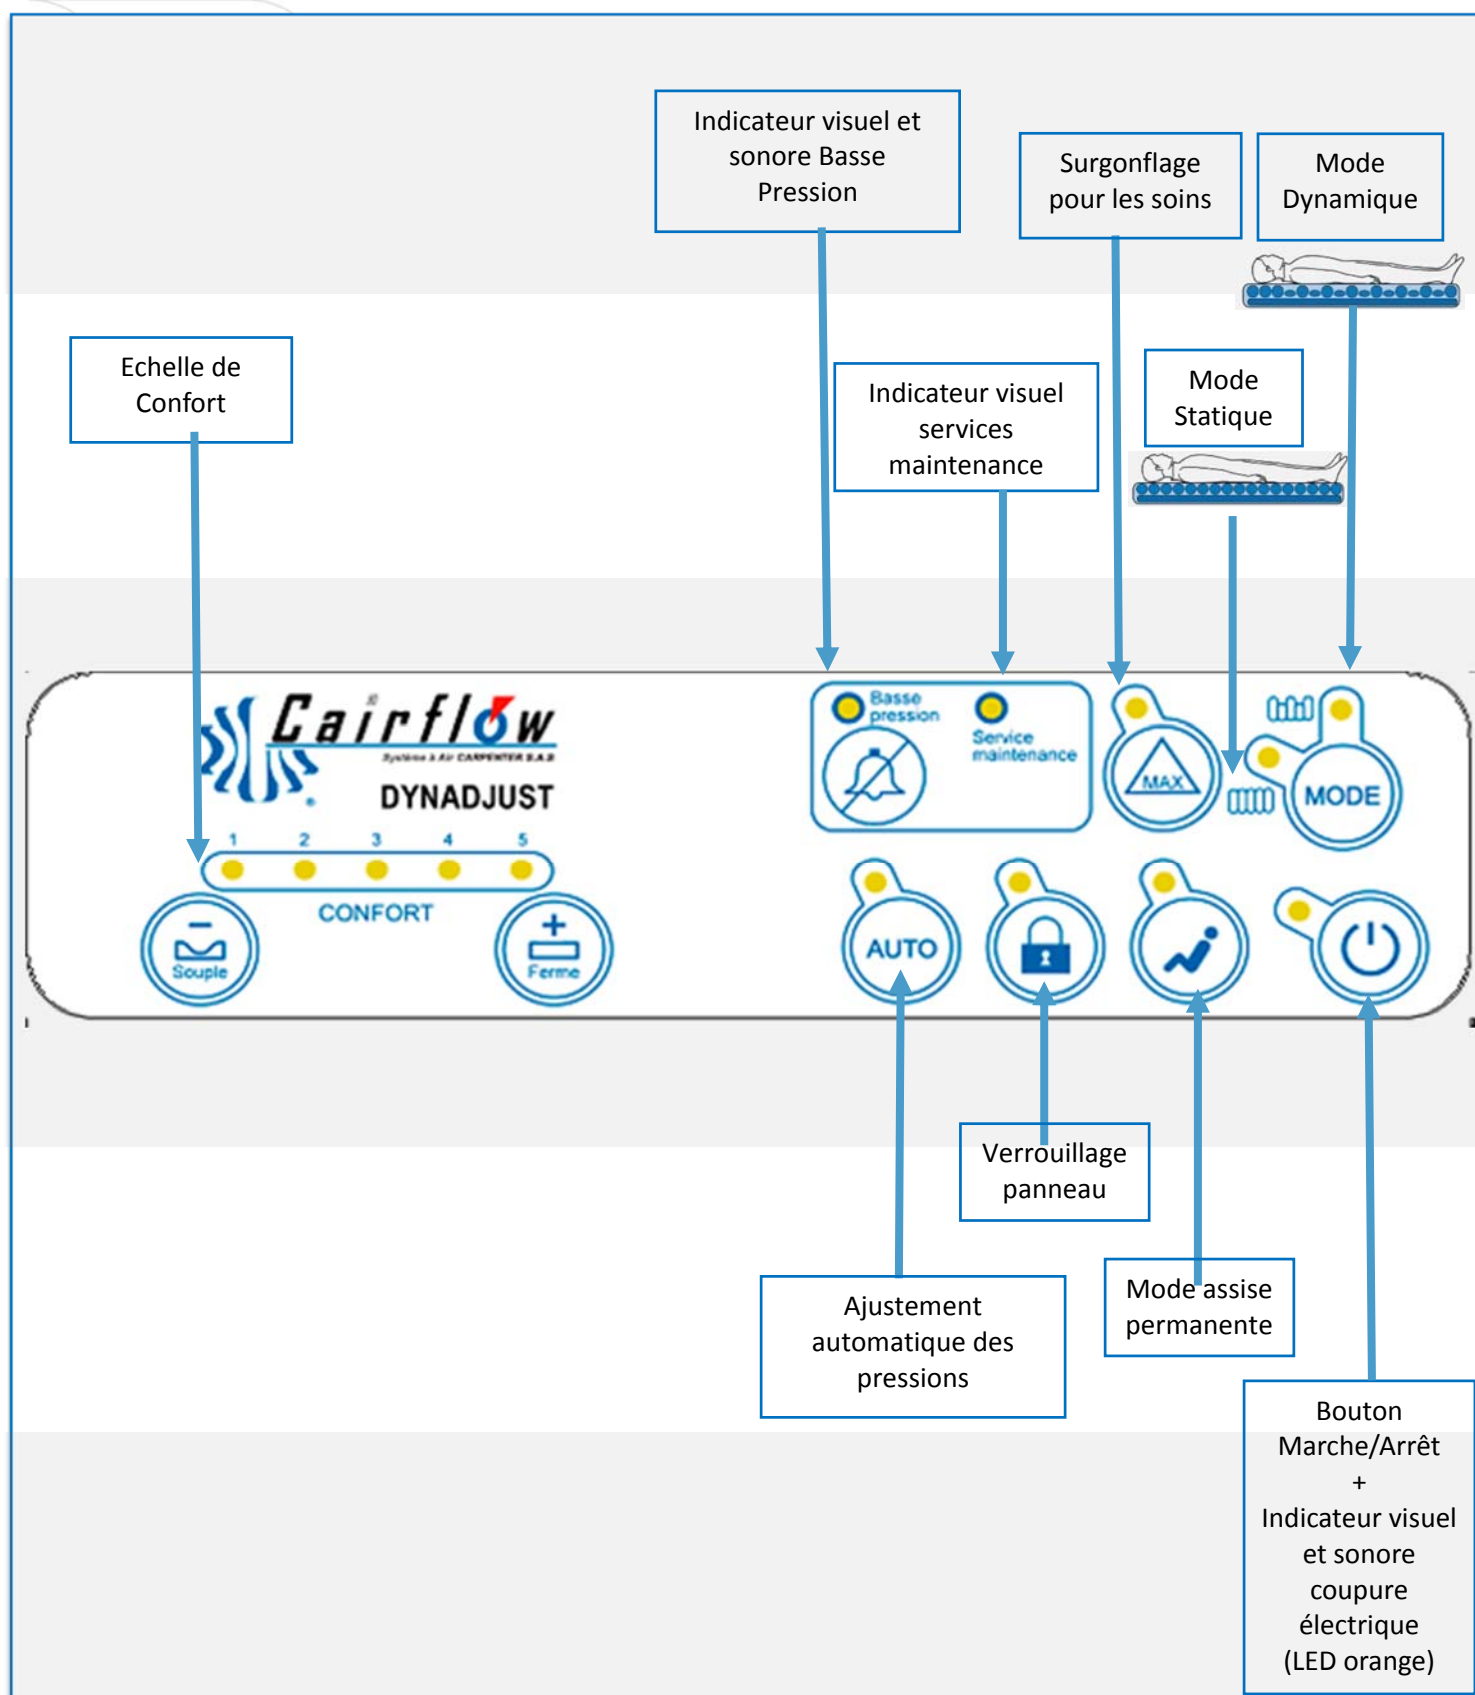 Indicateur visuel et
sonore Basse
Pression
Surgonflage
pour les soins
Mode
Dynamique
Echelle de
Confort
Indicateur visuel
services
maintenance
Mode
Statique
Cairflow
Système à Air CARPENTER S.A.S
DYNADJUST
1 2 3 4 5
CONFORT
Souple
Ferme
Basse
pression
Service
maintenance
MAX
MODE
AUTO
Verrouillage
panneau
Mode assise
permanente
Ajustement
automatique des
pressions
Bouton
Marche/Arrêt
+
Indicateur visuel
et sonore
coupure
électrique
(LED orange)